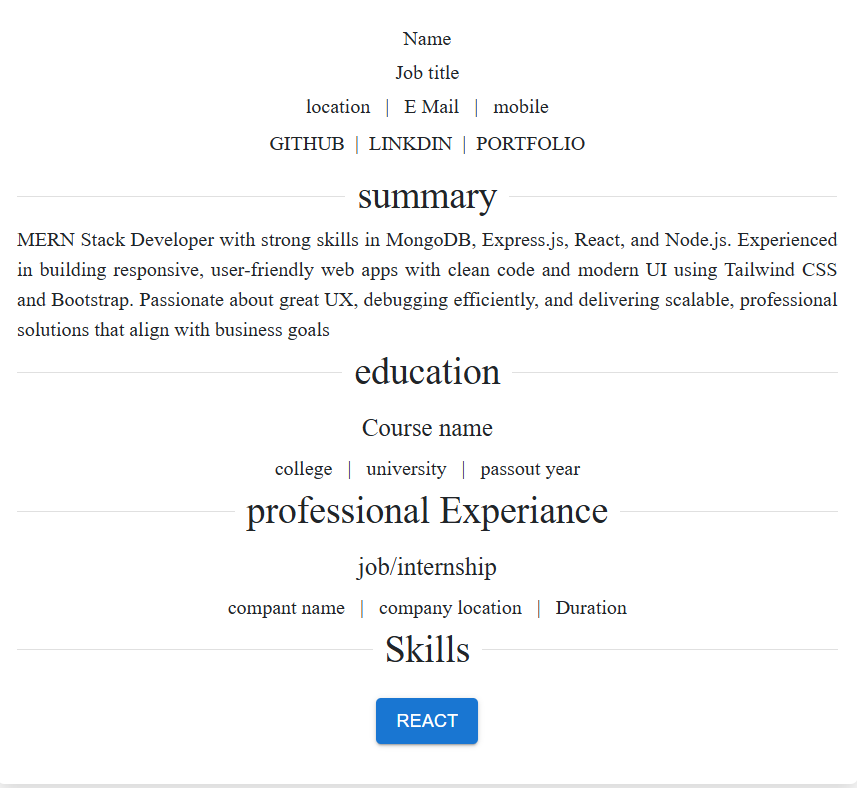 Name
Job title
location | E Mail | mobile
GITHUB | LINKDIN | PORTFOLIO
summary
MERN Stack Developer with strong skills in MongoDB, Express.js, React, and Node.js. Experienced
in building responsive, user-friendly web apps with clean code and modern UI using Tailwind CSS
and Bootstrap. Passionate about great UX, debugging efficiently, and delivering scalable, professional
solutions that align with business goals
education
Course name
college | university | passout year
professional Experiance
job/internship
compant name | company location | Duration
Skills
REACT